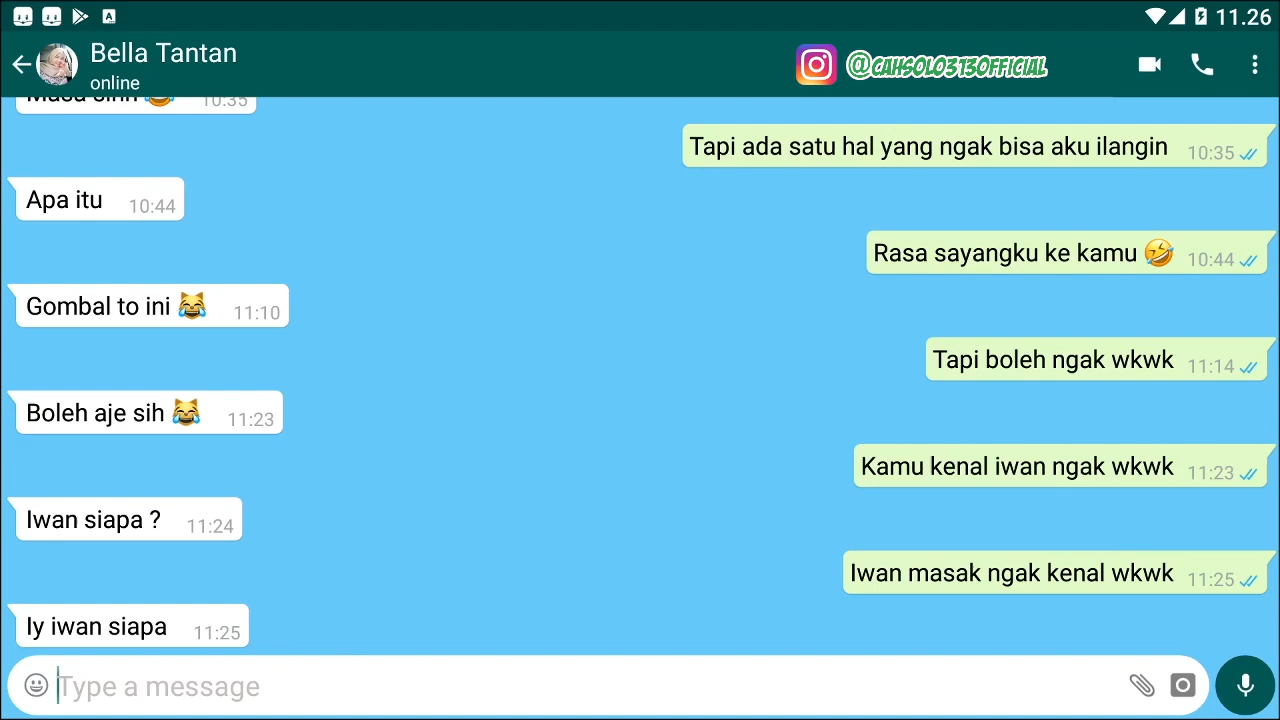 11.26
Bella Tantan
online
@CAHSOLO313OFFICIAL
10:35
Tapi ada satu hal yang ngak bisa aku ilangin 10:35
Apa itu 10:44
Rasa sayangku ke kamu 🤣 10:44
Gombal to ini 😹 11:10
Tapi boleh ngak wkwk 11:14
Boleh aje sih 😹 11:23
Kamu kenal iwan ngak wkwk 11:23
Iwan siapa ? 11:24
Iwan masak ngak kenal wkwk 11:25
Iy iwan siapa 11:25
Type a message